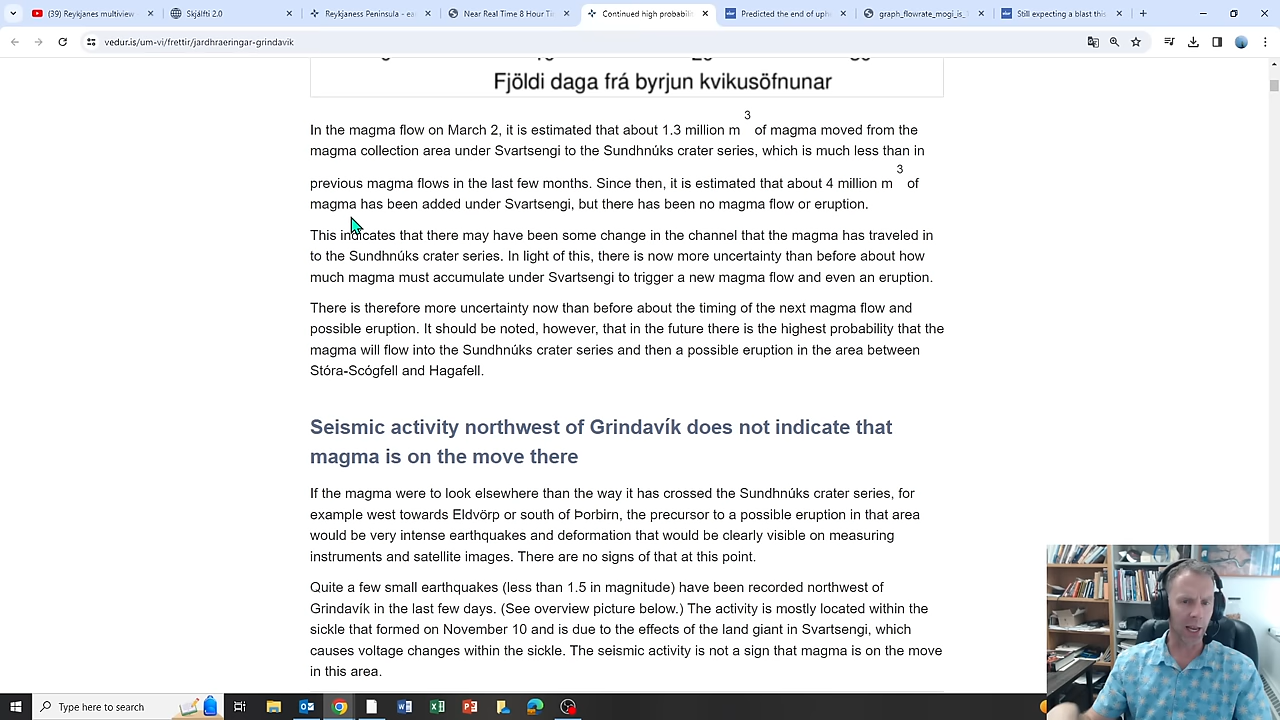 (39) Reykjanes multiview
Skjálfti 2.0
Reykjaness Peninsula - ea
Near Real Time 8 Hour Ti
Continued high probabil
Predicted the end of uph
graph_flowrate_mogi_is_
Still expecting a blast this
vedur.is/um-vi/frettir/jardhraeringar-grindavik
Fjöldi daga frá byrjun kvikusöfnunar
In the magma flow on March 2, it is estimated that about 1.3 million m 3 of magma moved from the
magma collection area under Svartsengi to the Sundhnúks crater series, which is much less than in
previous magma flows in the last few months. Since then, it is estimated that about 4 million m 3 of
magma has been added under Svartsengi, but there has been no magma flow or eruption.
This indicates that there may have been some change in the channel that the magma has traveled in
to the Sundhnúks crater series. In light of this, there is now more uncertainty than before about how
much magma must accumulate under Svartsengi to trigger a new magma flow and even an eruption.
There is therefore more uncertainty now than before about the timing of the next magma flow and
possible eruption. It should be noted, however, that in the future there is the highest probability that the
magma will flow into the Sundhnúks crater series and then a possible eruption in the area between
Stóra-Scógfell and Hagafell.
Seismic activity northwest of Grindavík does not indicate that
magma is on the move there
If the magma were to look elsewhere than the way it has crossed the Sundhnúks crater series, for
example west towards Eldvörp or south of Þorbirn, the precursor to a possible eruption in that area
would be very intense earthquakes and deformation that would be clearly visible on measuring
instruments and satellite images. There are no signs of that at this point.
Quite a few small earthquakes (less than 1.5 in magnitude) have been recorded northwest of
Grindavík in the last few days. (See overview picture below.) The activity is mostly located within the
sickle that formed on November 10 and is due to the effects of the land giant in Svartsengi, which
causes voltage changes within the sickle. The seismic activity is not a sign that magma is on the move
in this area.
Type here to search